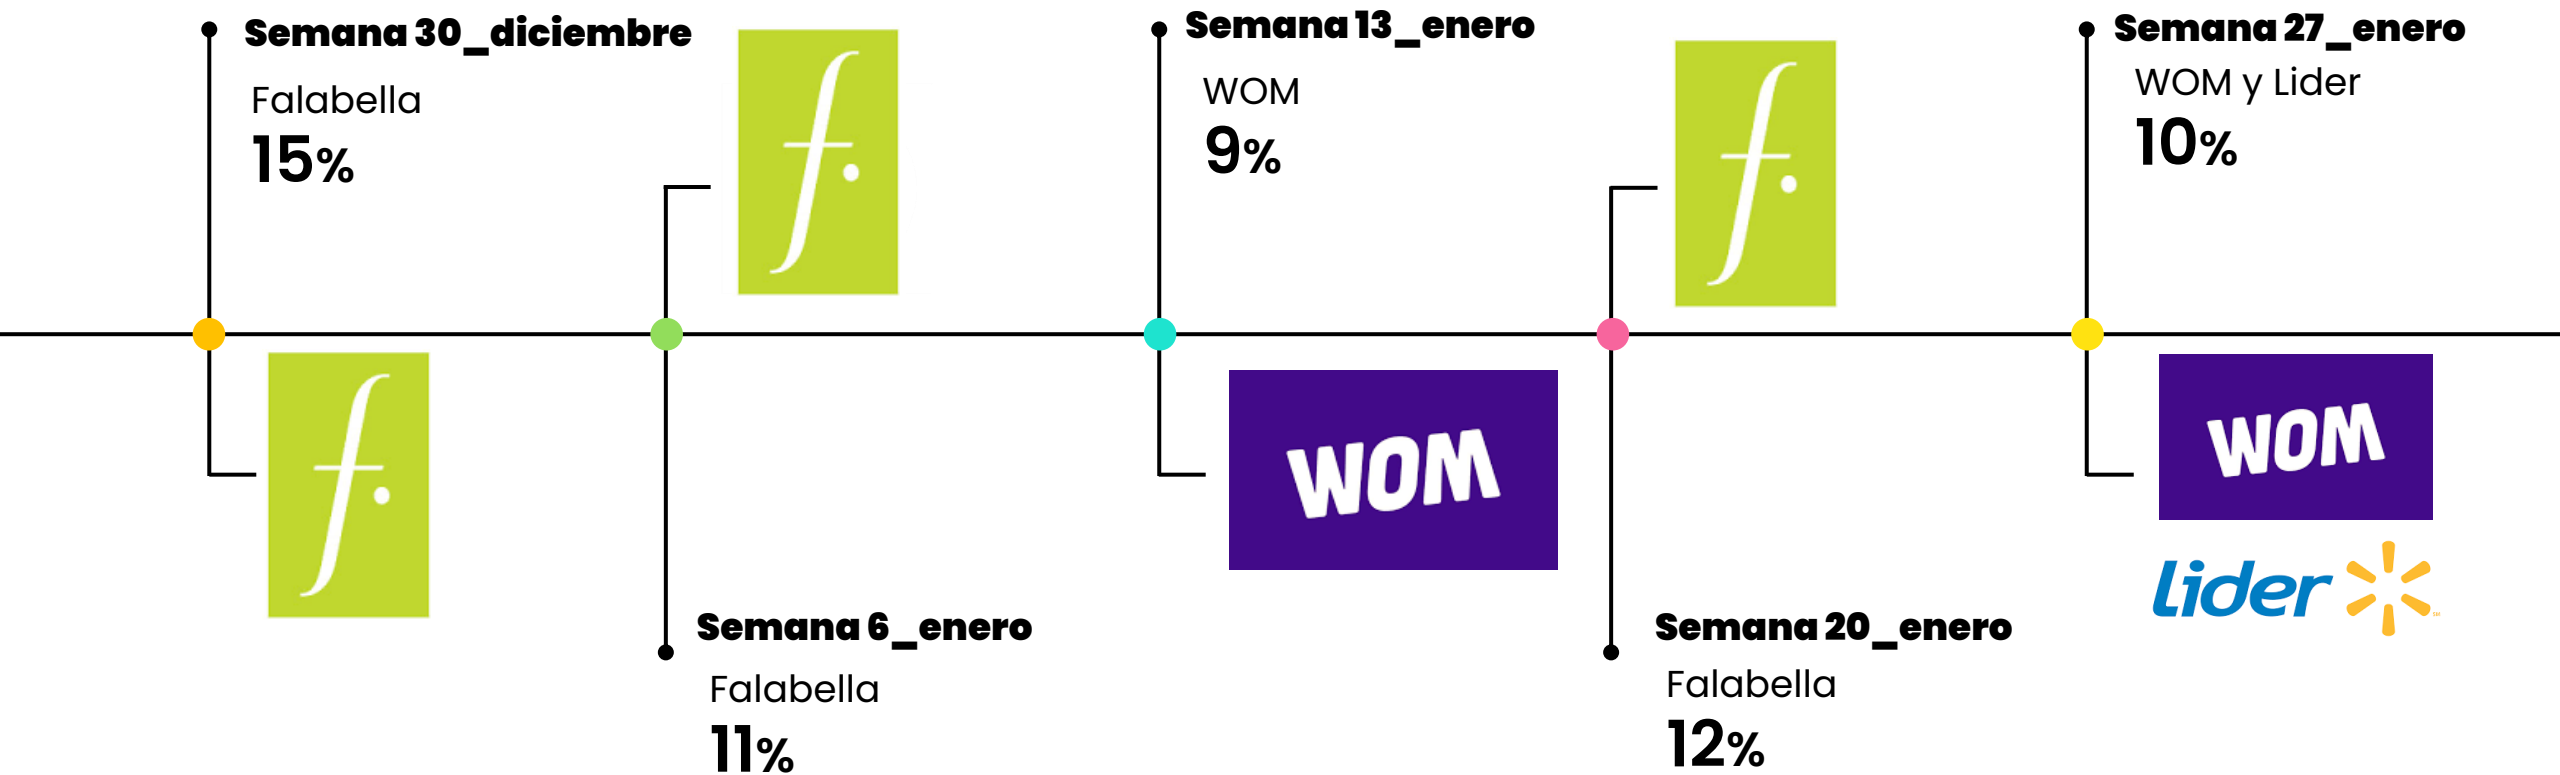 Semana 30_diciembre
Falabella
15%
f.
f.
Semana 6_enero
Falabella
11%
Semana 13_enero
WOM
9%
WOM
f.
Semana 20_enero
Falabella
12%
Semana 27_enero
WOM y Lider
10%
WOM
lider